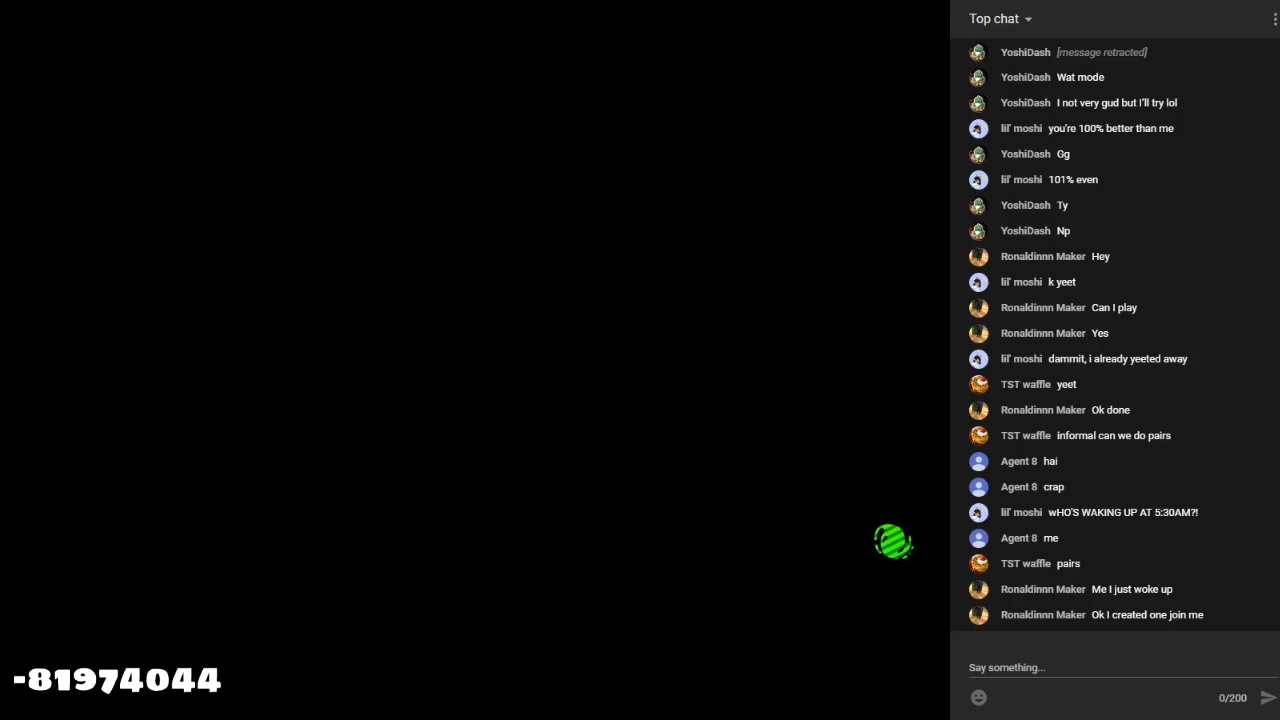 Top chat
YoshiDash [message retracted]
YoshiDash Wat mode
YoshiDash I not very gud but I'll try lol
lil' moshi you're 100% better than me
YoshiDash Gg
lil' moshi 101% even
YoshiDash Ty
YoshiDash Np
Ronaldinnn Maker Hey
lil' moshi k yeet
Ronaldinnn Maker Can I play
Ronaldinnn Maker Yes
lil' moshi dammit, i already yeeted away
TST waffle yeet
Ronaldinnn Maker Ok done
TST waffle informal can we do pairs
Agent 8 hai
Agent 8 crap
lil' moshi wHO'S WAKING UP AT 5:30AM?!
Agent 8 me
TST waffle pairs
Ronaldinnn Maker Me I just woke up
Ronaldinnn Maker Ok I created one join me
Say something...
0/200
-81974044